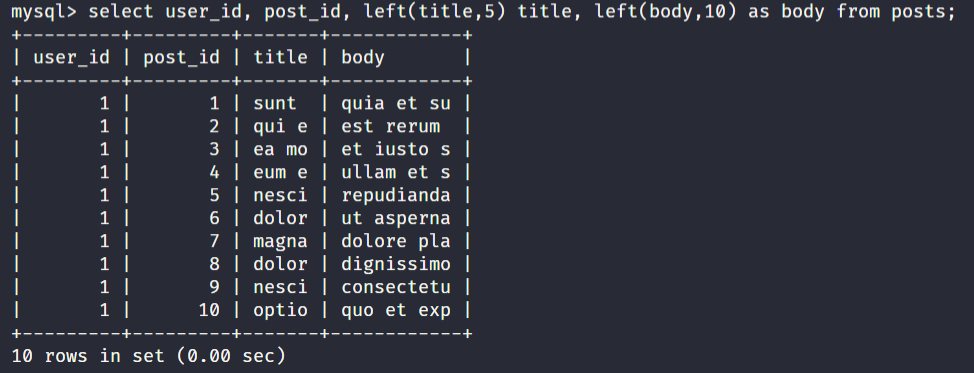 mysql> select user_id, post_id, left(title,5) title, left(body,10) as body from posts;
+---------+---------+-------+------------+
| user_id | post_id | title | body       |
+---------+---------+-------+------------+
|       1 |       1 | sunt  | quia et su |
|       1 |       2 | qui e | est rerum  |
|       1 |       3 | ea mo | et iusto s |
|       1 |       4 | eum e | ullam et s |
|       1 |       5 | nesci | repudianda |
|       1 |       6 | dolor | ut asperna |
|       1 |       7 | magna | dolore pla |
|       1 |       8 | dolor | dignissimo |
|       1 |       9 | nesci | consectetu |
|       1 |      10 | optio | quo et exp |
+---------+---------+-------+------------+
10 rows in set (0.00 sec)